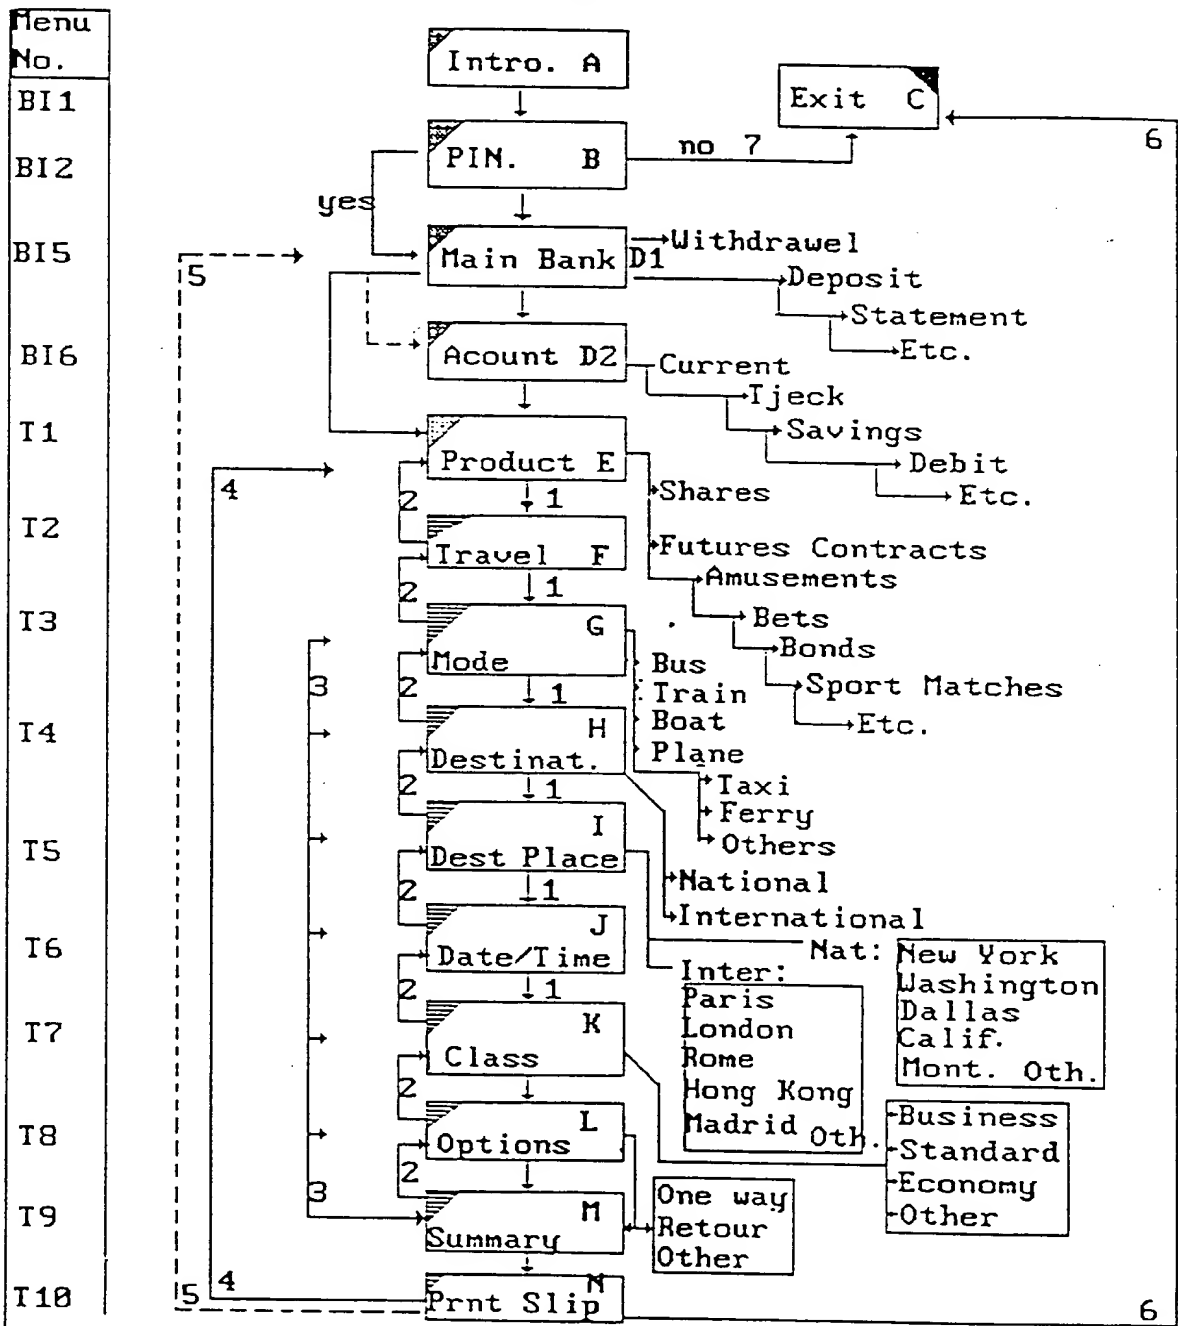 Menu
No.
Intro. A
BI1
Exit C
6
BI2
PIN. B
no 7
yes
BI5
5
Main Bank D1
Withdrawel
Deposit
Statement
Etc.
BI6
Acount D2
Current
Tjeck
Savings
Debit
Etc.
T1
Product E
4
2
1
Shares
T2
Travel F
Futures Contracts
Amusements
2
1
Bets
Bonds
Sport Matches
Etc.
T3
G
Mode
Bus
Train
Boat
Plane
Taxi
Ferry
Others
3
2
1
T4
H
Destinat.
National
International
2
1
T5
I
Dest Place
Nat:
New York
Washington
Dallas
Calif.
Mont. Oth.
Inter:
Paris
London
Rome
Hong Kong
Madrid Oth.
2
1
T6
J
Date/Time
2
1
T7
K
Class
Business
Standard
Economy
Other
2
T8
L
Options
One way
Retour
Other
2
3
T9
M
Summary
T10
5
4
N
Prnt Slip
6